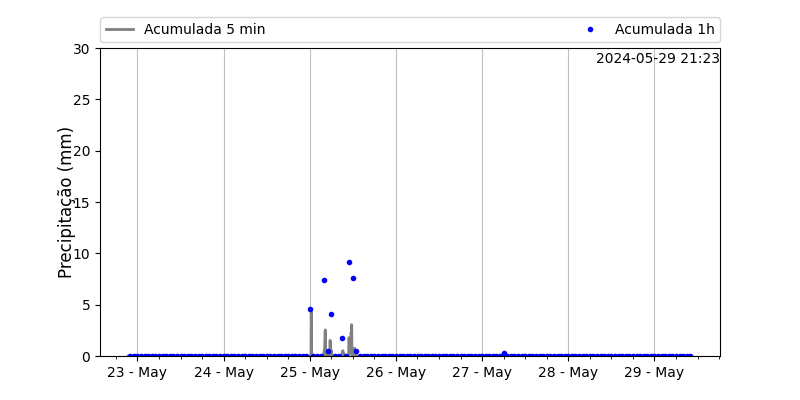 Acumulada 5 min
Acumulada 1h
2024-05-29 21:23
Precipitação (mm)
30
25
20
15
10
5
0
23 - May
24 - May
25 - May
26 - May
27 - May
28 - May
29 - May